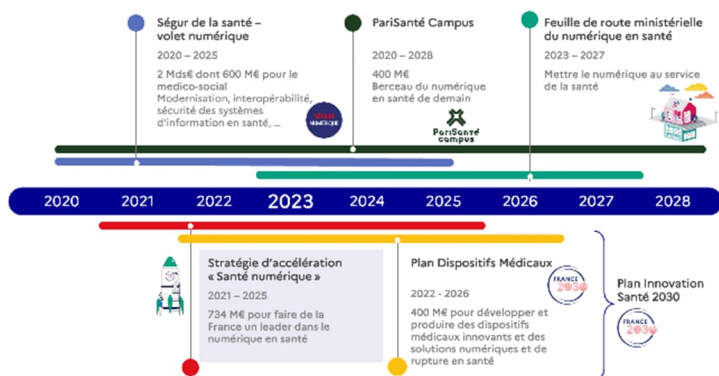 Ségur de la santé –
volet numérique
2020 – 2025
2 Mds€ dont 600 M€ pour le
medico-social
Modernisation, interopérabilité,
sécurité des systèmes
d'information en santé, ...
SÉGUR
NUMÉRIQUE
PariSanté Campus
2020 – 2028
400 M€
Berceau du numérique
en santé de demain
PariSanté
campus
Feuille de route ministérielle
du numérique en santé
2023 – 2027
Mettre le numérique au service
de la santé
2020 2021 2022 2023 2024 2025 2026 2027 2028
Stratégie d'accélération
« Santé numérique »
2021 – 2025
734 M€ pour faire de la
France un leader dans le
numérique en santé
Plan Dispositifs Médicaux
2022 - 2026
400 M€ pour développer et
produire des dispositifs
médicaux innovants et des
solutions numériques et de
rupture en santé
FRANCE
2030
Plan Innovation
Santé 2030
FRANCE
2030